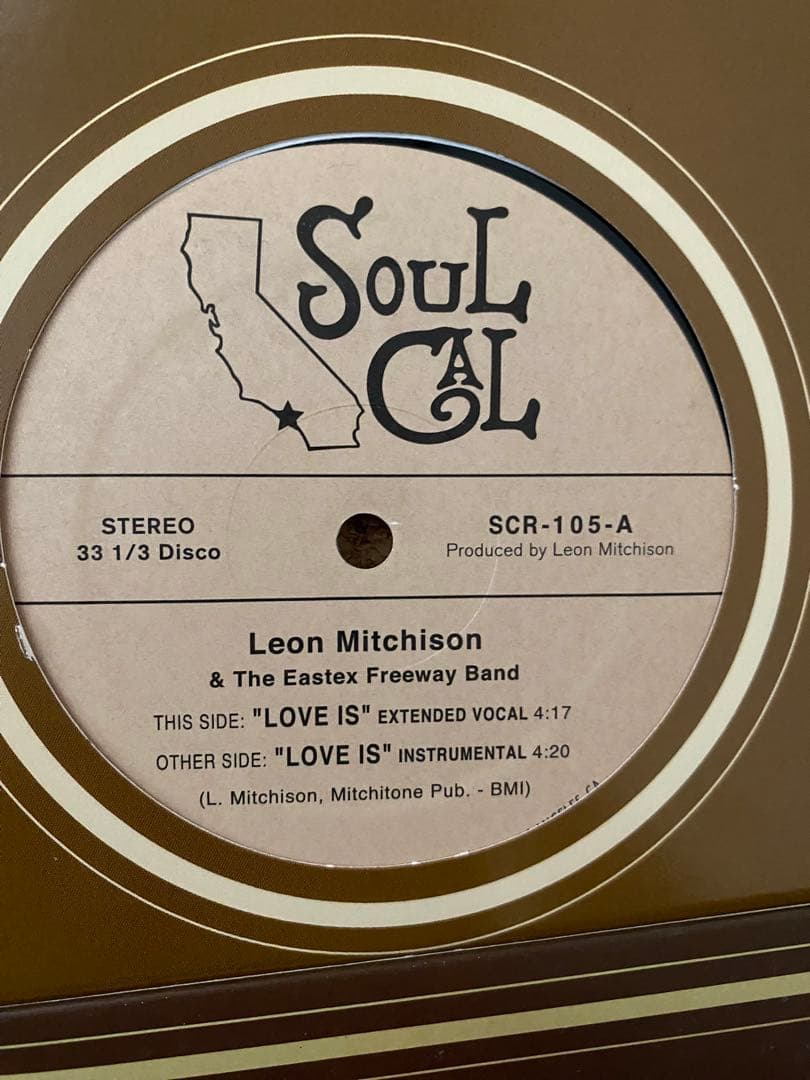 SOUL
CAL
STEREO
33 1/3 Disco
SCR-105-A
Produced by Leon Mitchison
Leon Mitchison
& The Eastex Freeway Band
THIS SIDE: "LOVE IS" EXTENDED VOCAL 4:17
OTHER SIDE: "LOVE IS" INSTRUMENTAL 4:20
(L. Mitchison, Mitchitone Pub. - BMI)